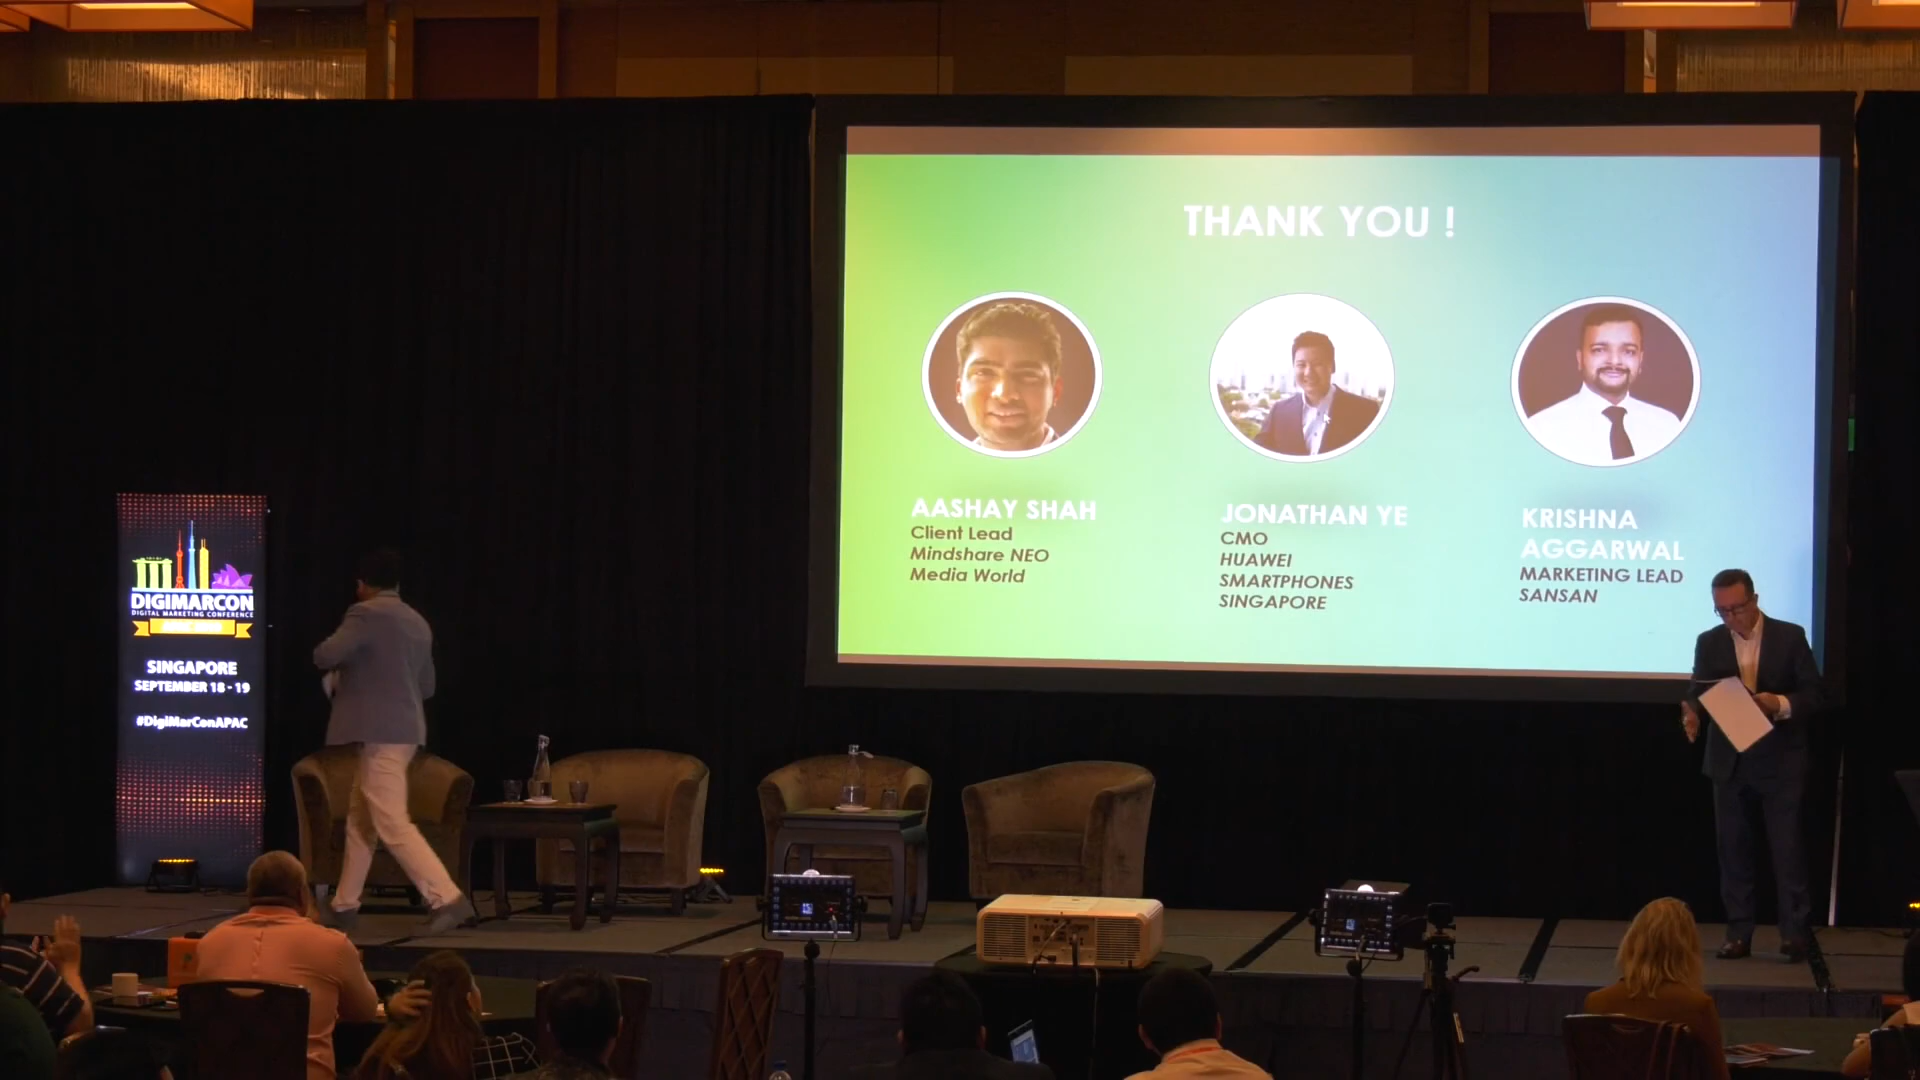 THANK YOU !
AASHAY SHAH
Client Lead
Mindshare NEO
Media World
JONATHAN YE
CMO
HUAWEI
SMARTPHONES
SINGAPORE
KRISHNA
AGGARWAL
MARKETING LEAD
SANSAN
DIGIMARCON
DIGITAL MARKETING CONFERENCE
SINGAPORE
SEPTEMBER 18 - 19
#DigiMarConAPAC